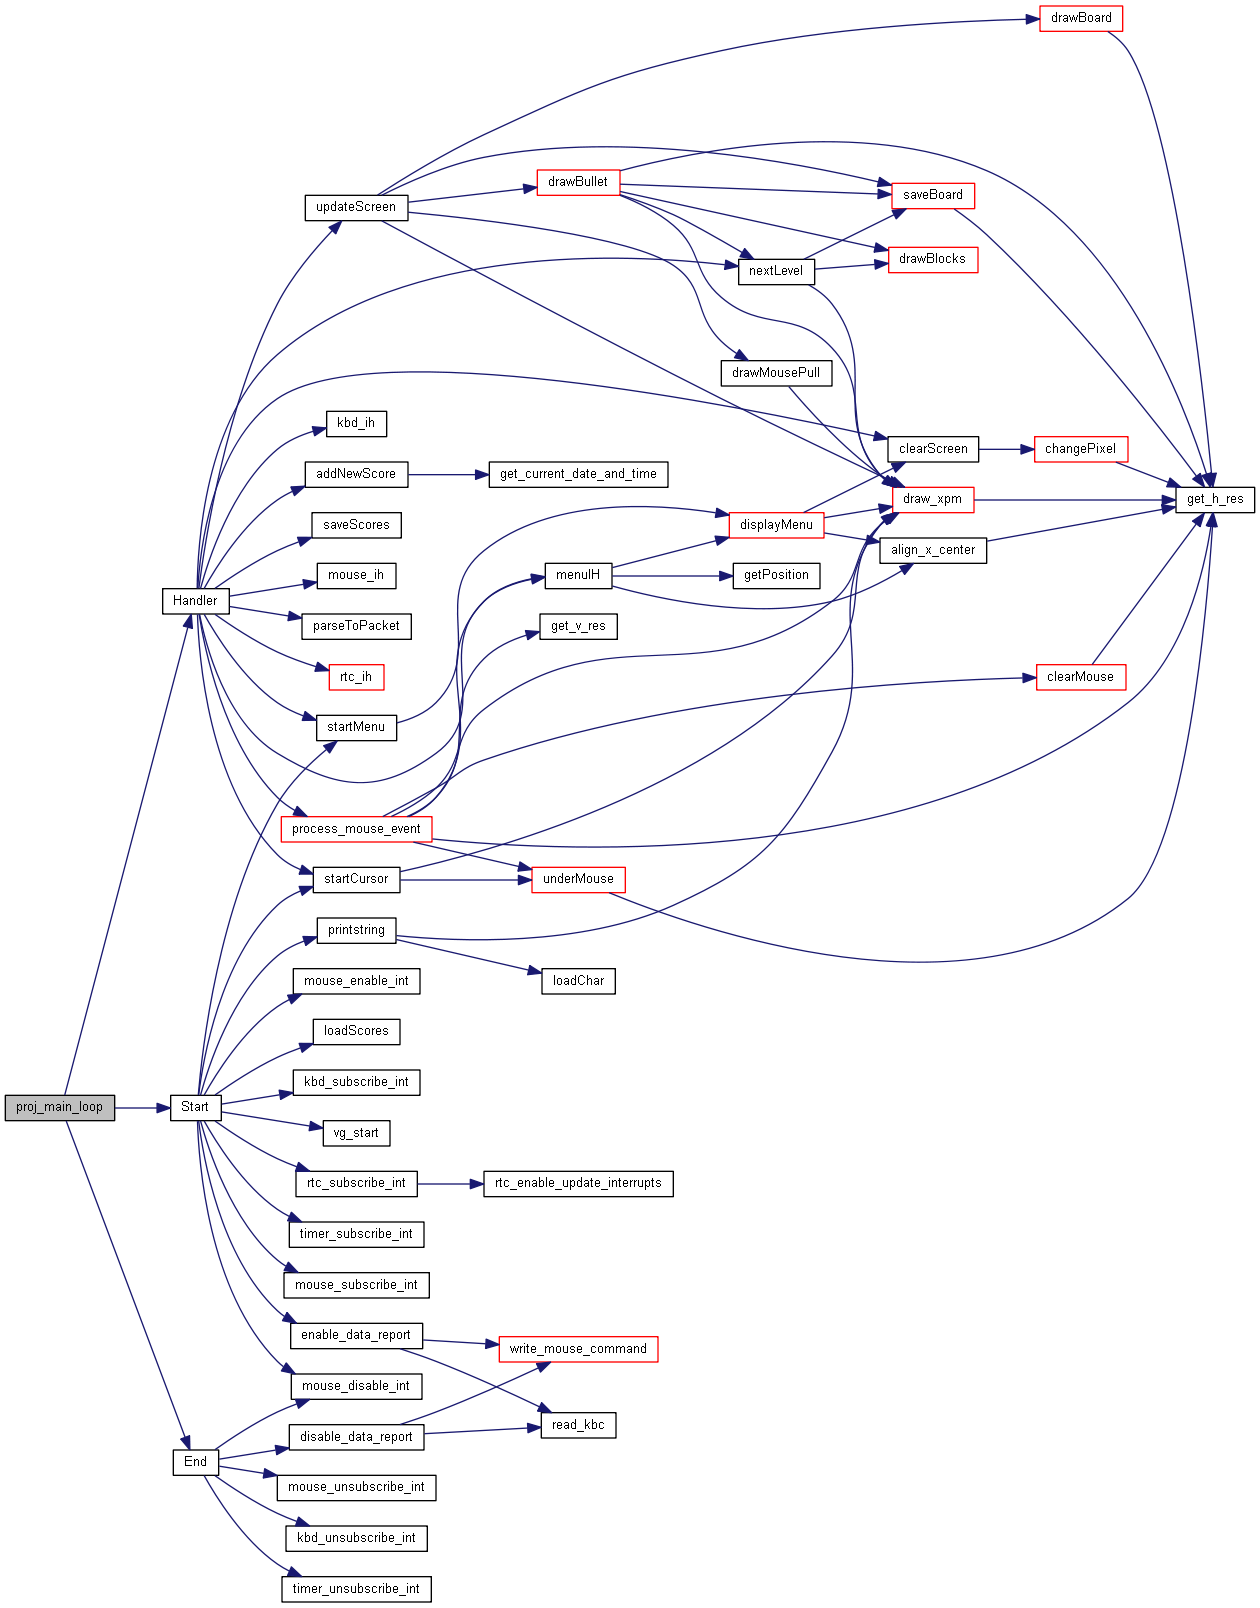 drawBoard
drawBullet
saveBoard
updateScreen
drawBlocks
nextLevel
drawMousePull
kbd_ih
clearScreen
changePixel
addNewScore
get_current_date_and_time
draw_xpm
get_h_res
saveScores
displayMenu
align_x_center
mouse_ih
menuIH
getPosition
Handler
parseToPacket
get_v_res
rtc_ih
clearMouse
startMenu
process_mouse_event
startCursor
underMouse
printstring
mouse_enable_int
loadChar
loadScores
kbd_subscribe_int
proj_main_loop
Start
vg_start
rtc_subscribe_int
rtc_enable_update_interrupts
timer_subscribe_int
mouse_subscribe_int
enable_data_report
write_mouse_command
mouse_disable_int
disable_data_report
read_kbc
End
mouse_unsubscribe_int
kbd_unsubscribe_int
timer_unsubscribe_int